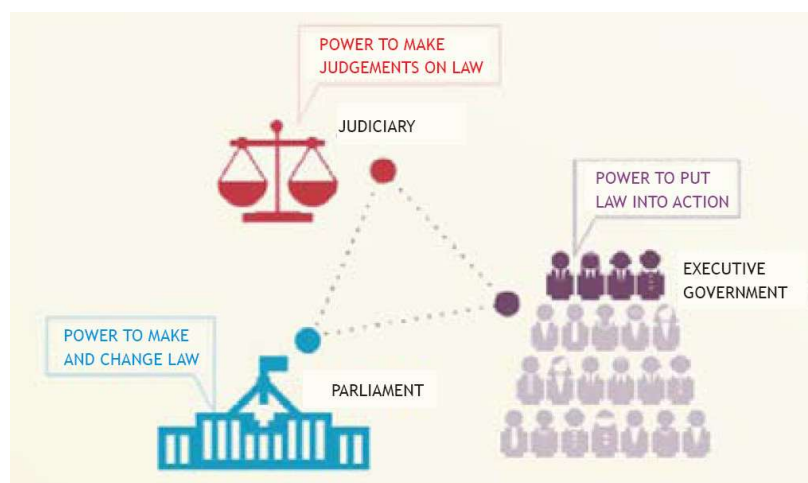 POWER TO MAKE
JUDGEMENTS ON LAW
JUDICIARY
POWER TO PUT
LAW INTO ACTION
EXECUTIVE
GOVERNMENT
POWER TO MAKE
AND CHANGE LAW
PARLIAMENT